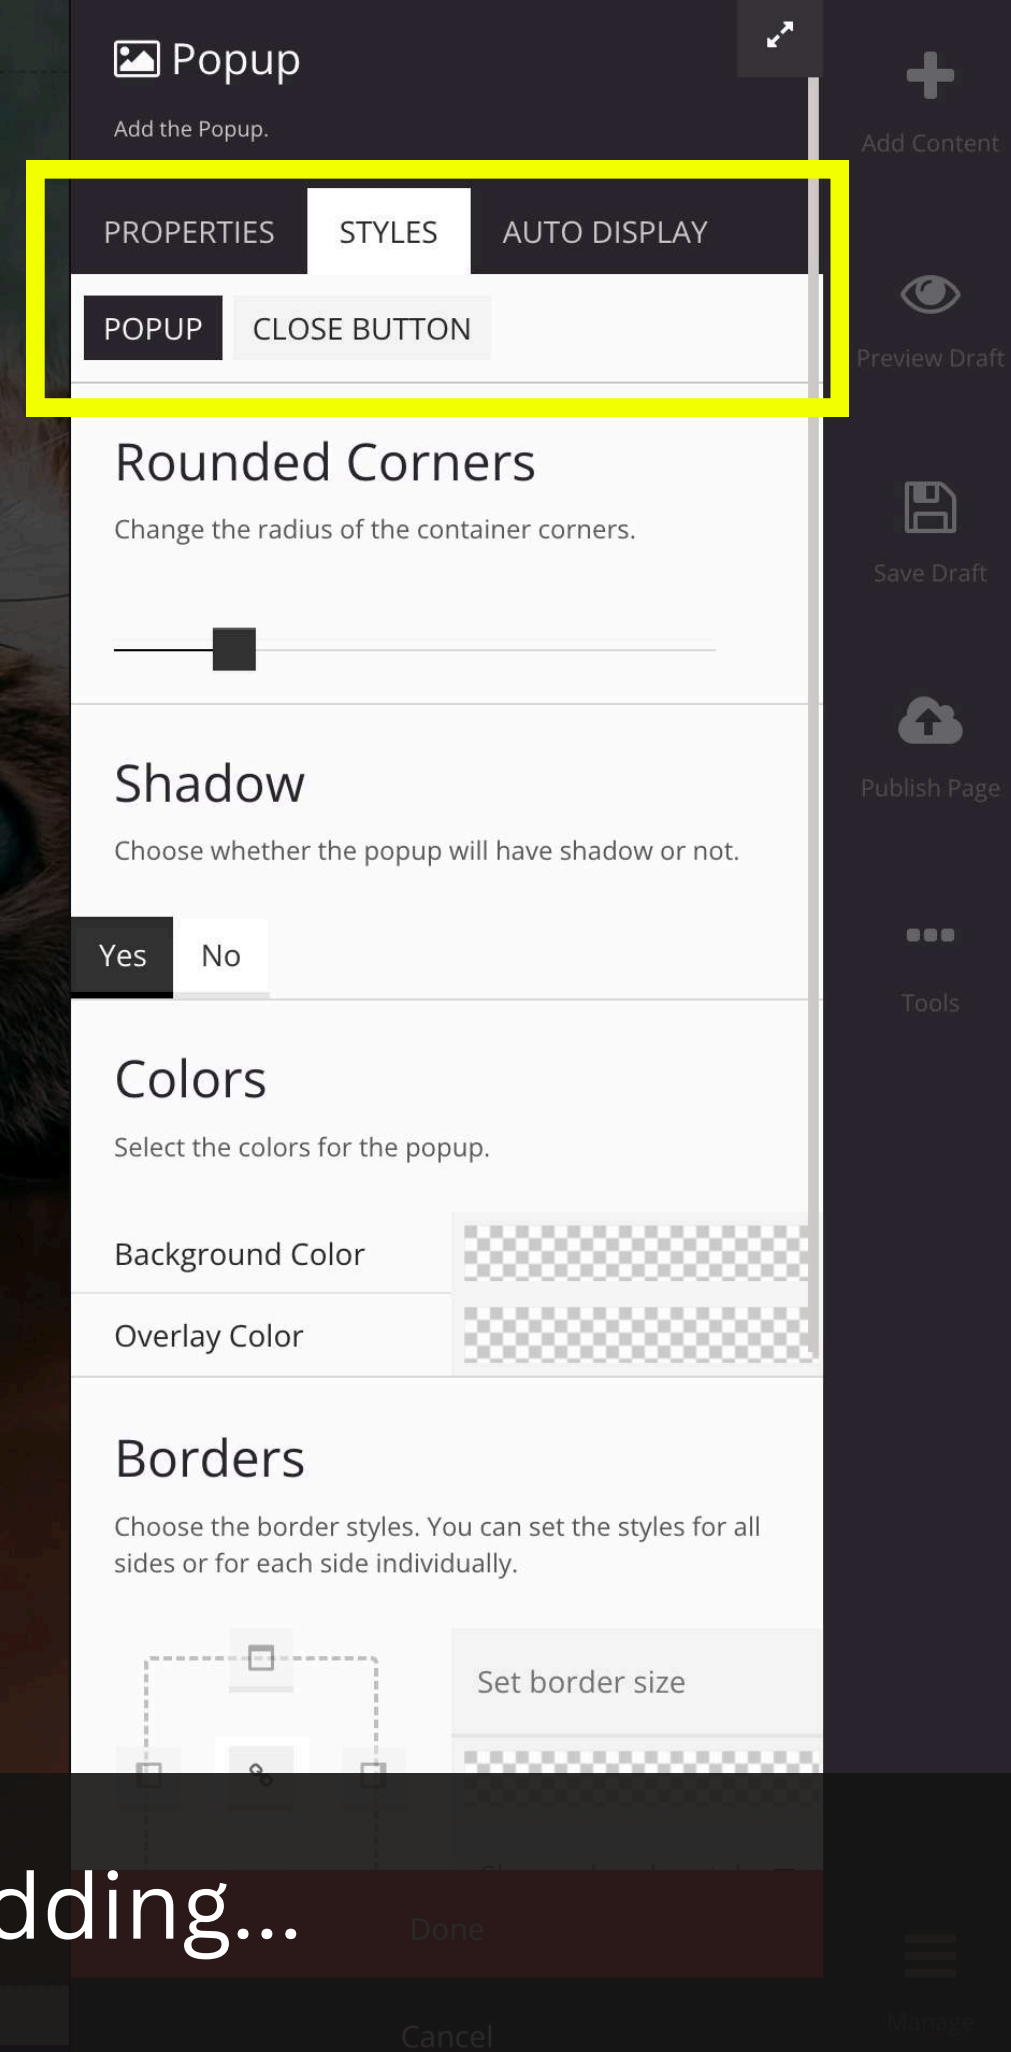 Popup
Add the Popup.
PROPERTIES STYLES AUTO DISPLAY
POPUP CLOSE BUTTON
Rounded Corners
Change the radius of the container corners.
Shadow
Choose whether the popup will have shadow or not.
Yes No
Colors
Select the colors for the popup.
Background Color
Overlay Color
Borders
Choose the border styles. You can set the styles for all
sides or for each side individually.
Set border size
dding...
Done
Cancel
Add Content
Preview Draft
Save Draft
Publish Page
Tools
Manage